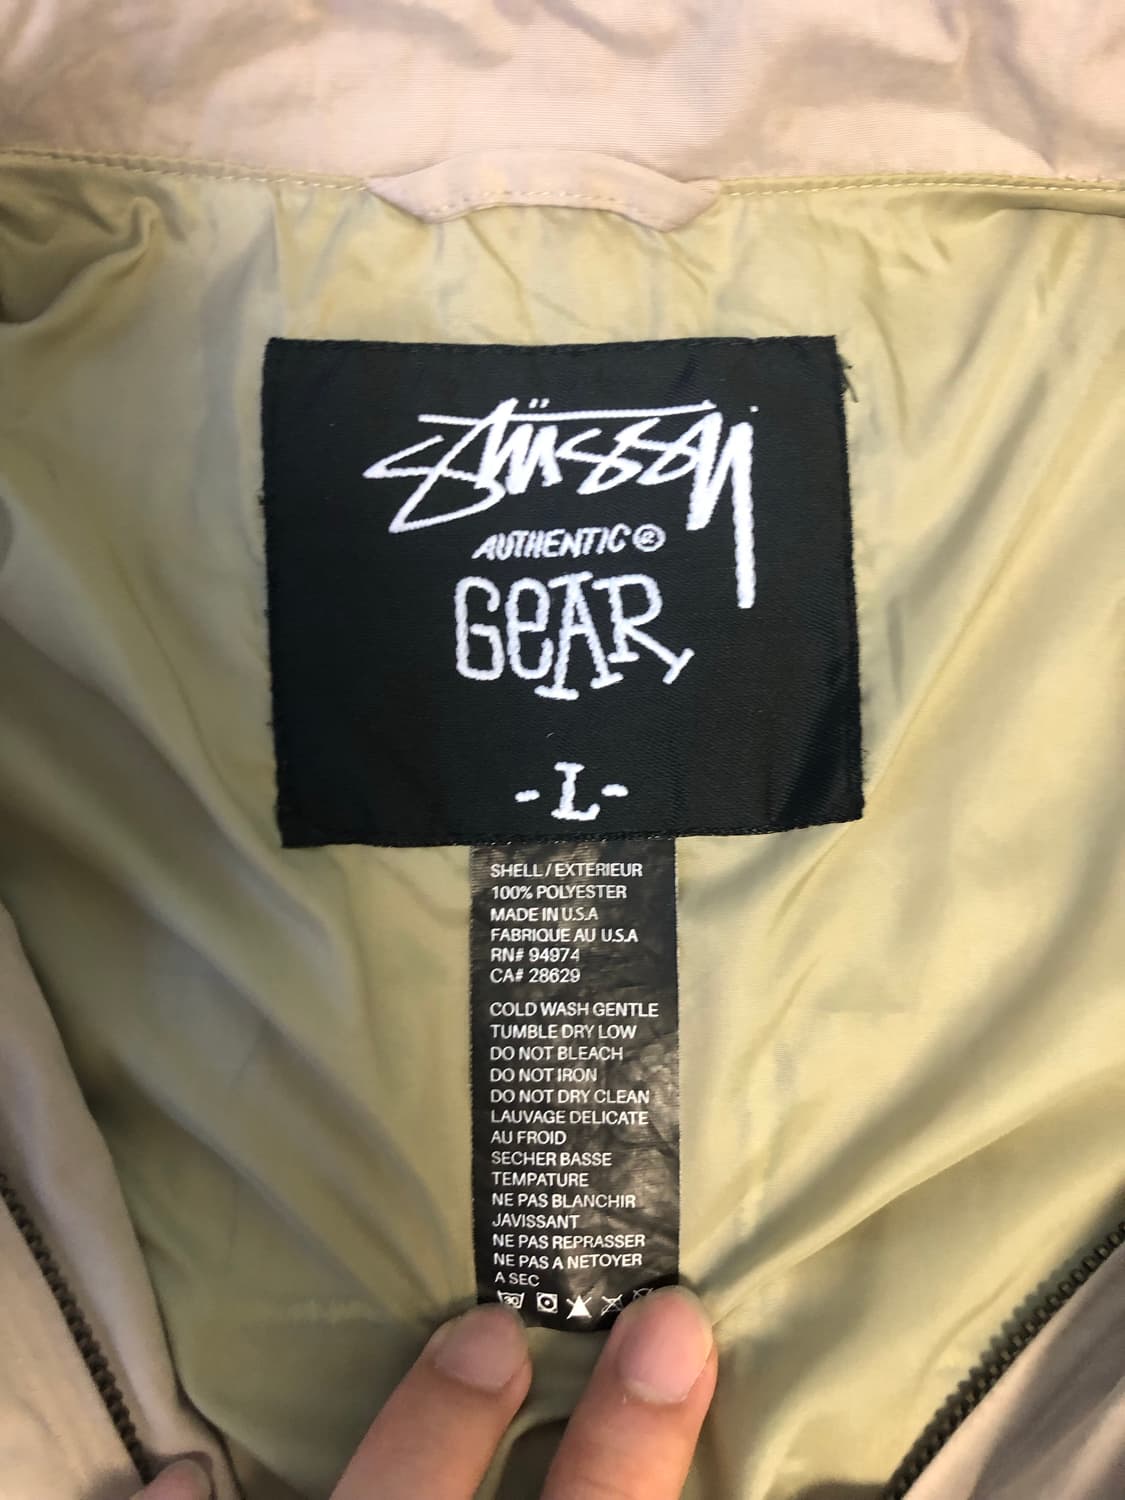 Stüssy
AUTHENTIC®
GEAR
-L-
SHELL / EXTERIEUR
100% POLYESTER
MADE IN U.S.A
FABRIQUE AU U.S.A
RN# 94974
CA# 28629
COLD WASH GENTLE
TUMBLE DRY LOW
DO NOT BLEACH
DO NOT IRON
DO NOT DRY CLEAN
LAUVAGE DELICATE
AU FROID
SECHER BASSE
TEMPATURE
NE PAS BLANCHIR
JAVISSANT
NE PAS REPRASSER
NE PAS A NETOYER
A SEC
30